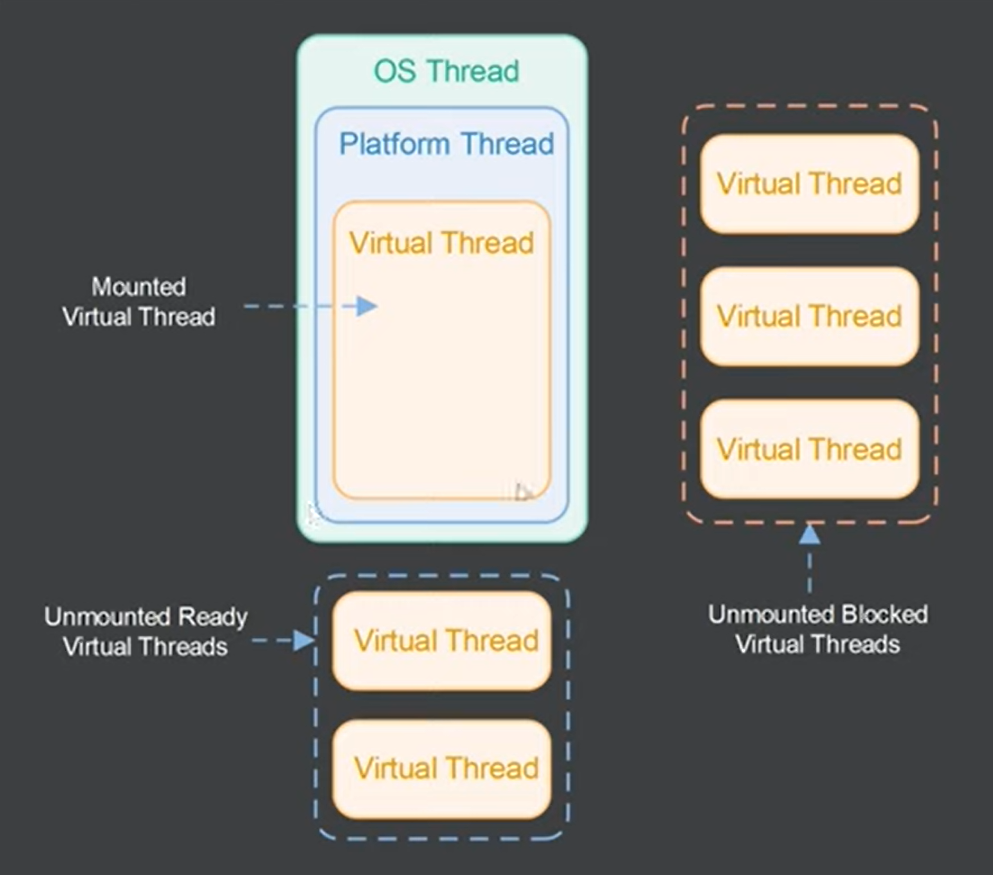 OS Thread
Platform Thread
Virtual Thread
Mounted
Virtual Thread
Virtual Thread
Virtual Thread
Virtual Thread
Unmounted Ready
Virtual Threads
Virtual Thread
Virtual Thread
Unmounted Blocked
Virtual Threads